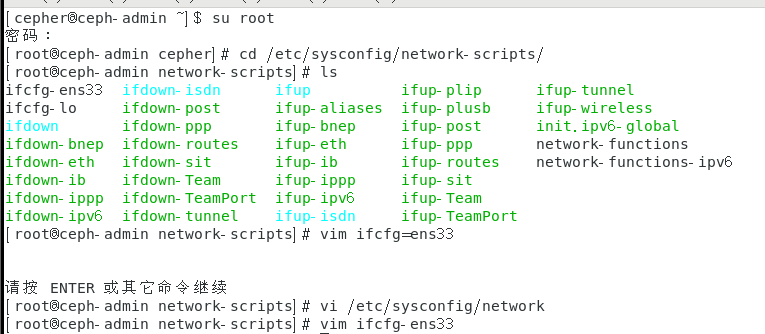 [cepher@ceph-admin ~]$ su root
密码：
[root@ceph-admin cepher]# cd /etc/sysconfig/network-scripts/
[root@ceph-admin network-scripts]# ls
ifcfg-ens33 ifdown-isdn ifup ifup-plip ifup-tunnel
ifcfg-lo ifdown-post ifup-aliases ifup-plusb ifup-wireless
ifdown ifdown-ppp ifup-bnep ifup-post init.ipv6-global
ifdown-bnep ifdown-routes ifup-eth ifup-ppp network-functions
ifdown-eth ifdown-sit ifup-ib ifup-routes network-functions-ipv6
ifdown-ib ifdown-Team ifup-ippp ifup-sit
ifdown-ippp ifdown-TeamPort ifup-ipv6 ifup-Team
ifdown-ipv6 ifdown-tunnel ifup-isdn ifup-TeamPort
[root@ceph-admin network-scripts]# vim ifcfg=ens33
请按 ENTER 或其它命令继续
[root@ceph-admin network-scripts]# vi /etc/sysconfig/network
[root@ceph-admin network-scripts]# vim ifcfg-ens33